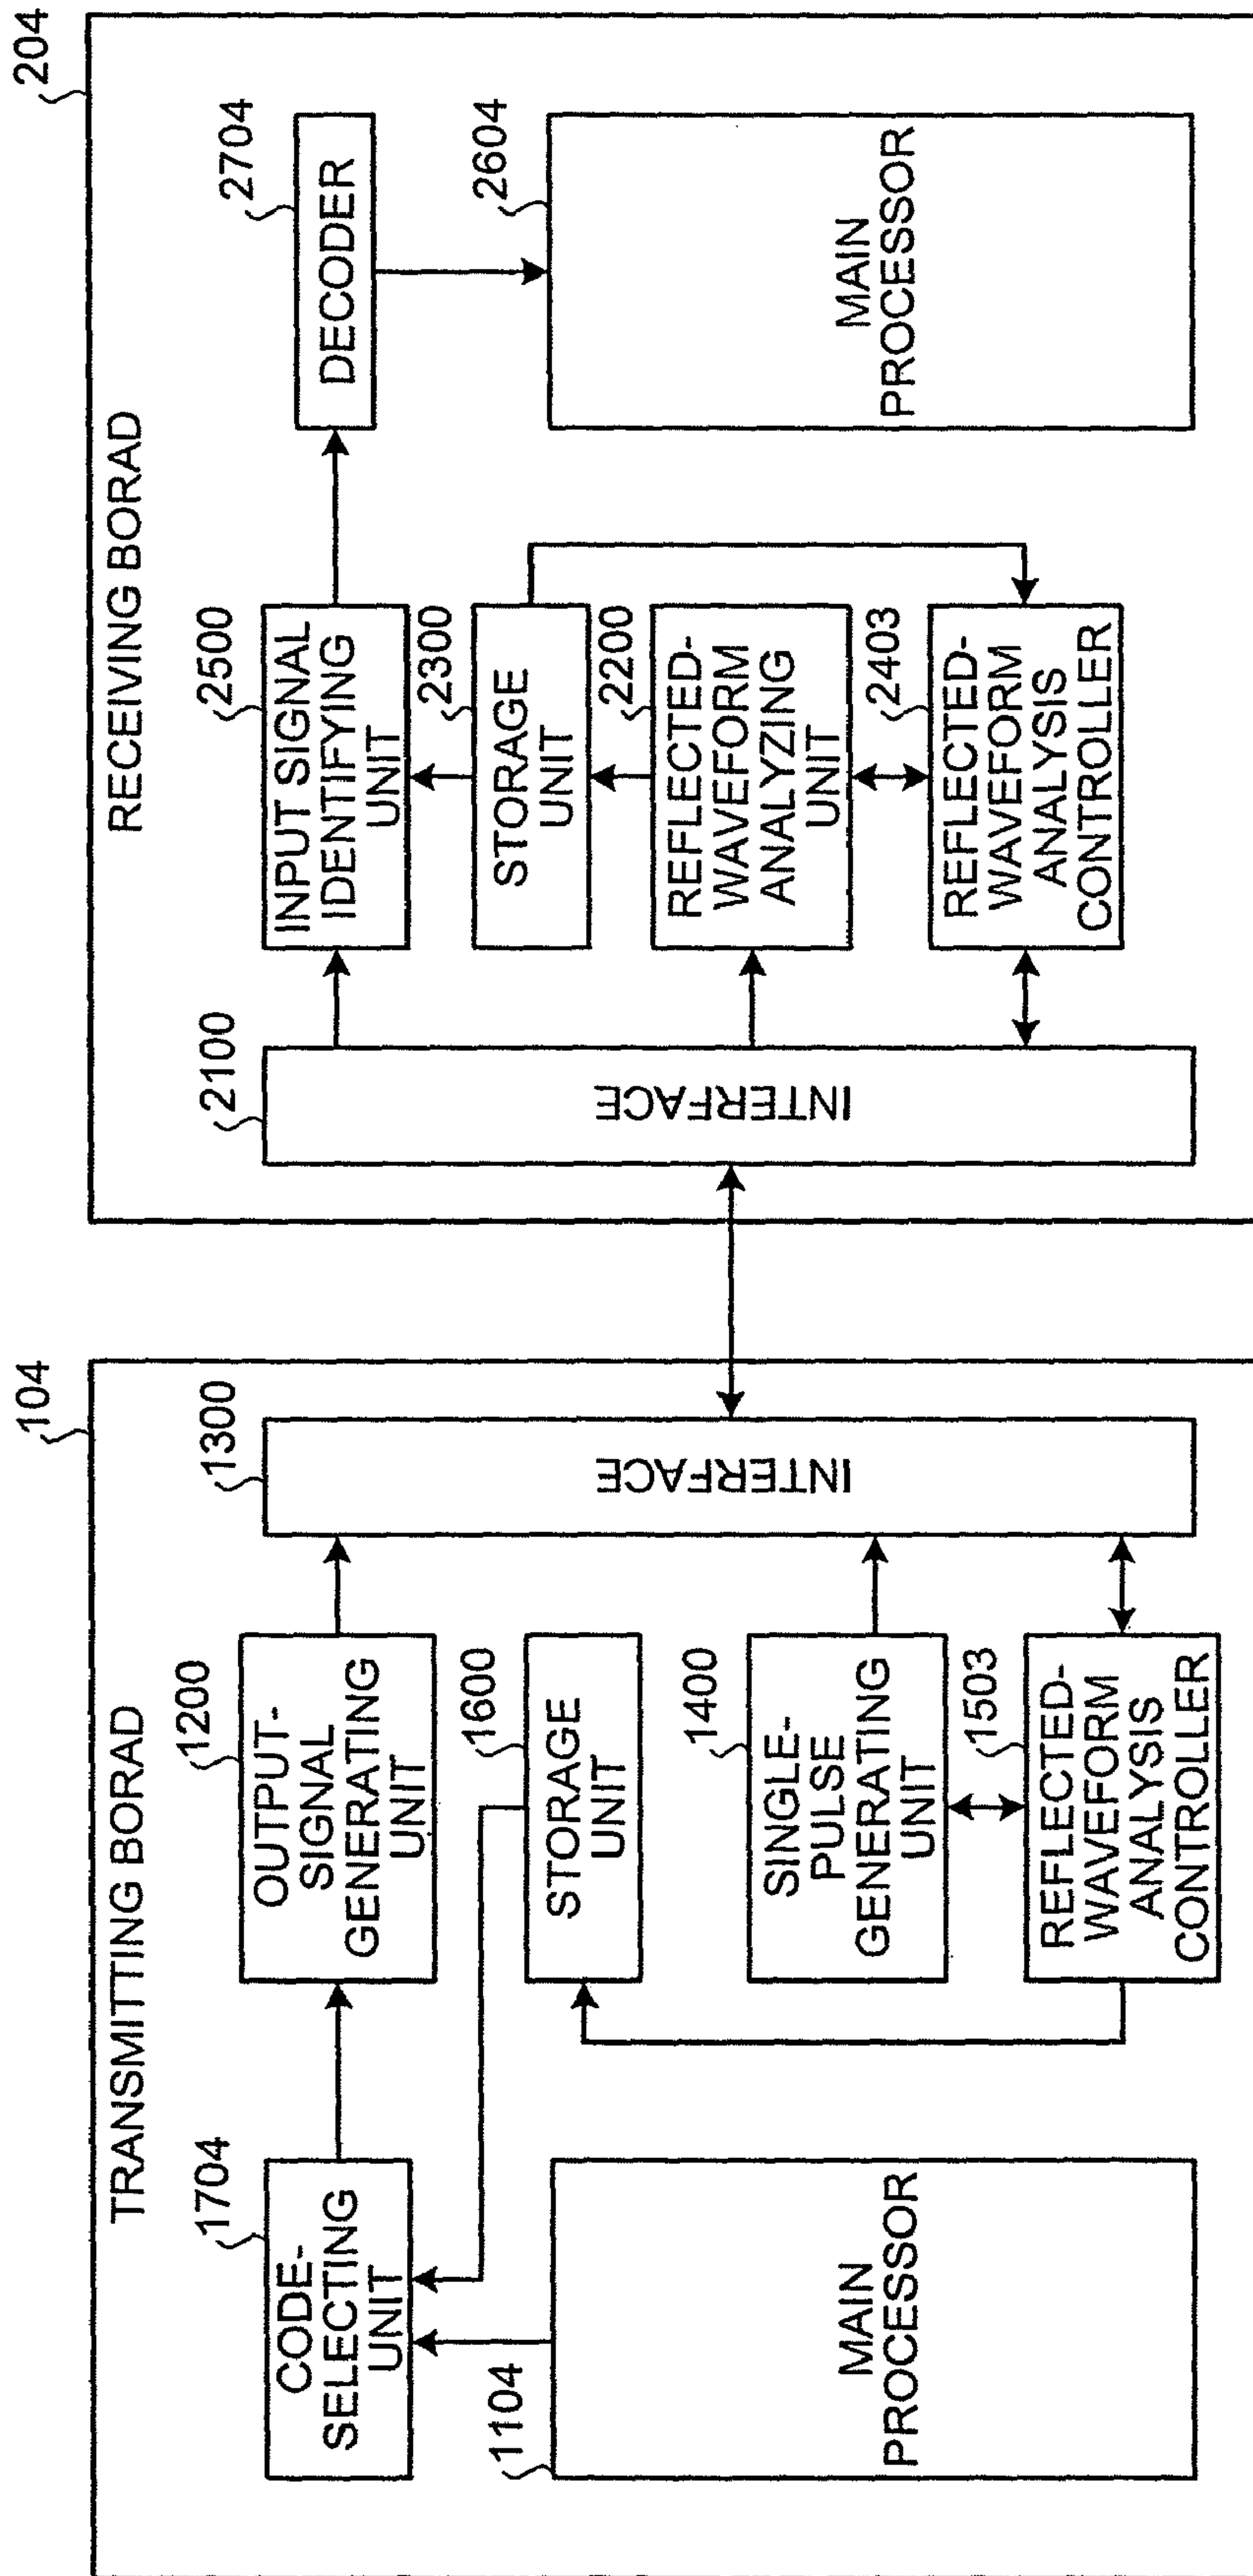 104
TRANSMITTING BORAD
1704
CODE-
SELECTING
UNIT
1200
OUTPUT-
SIGNAL
GENERATING
UNIT
1300
INTERFACE
1600
STORAGE
UNIT
1104
MAIN
PROCESSOR
1400
SINGLE-
PULSE
GENERATING
UNIT
1503
REFLECTED-
WAVEFORM
ANALYSIS
CONTROLLER
204
RECEIVING BORAD
2100
INTERFACE
2500
INPUT SIGNAL
IDENTIFYING
UNIT
2704
DECODER
2300
STORAGE
UNIT
2604
MAIN
PROCESSOR
2200
REFLECTED-
WAVEFORM
ANALYZING
UNIT
2403
REFLECTED-
WAVEFORM
ANALYSIS
CONTROLLER